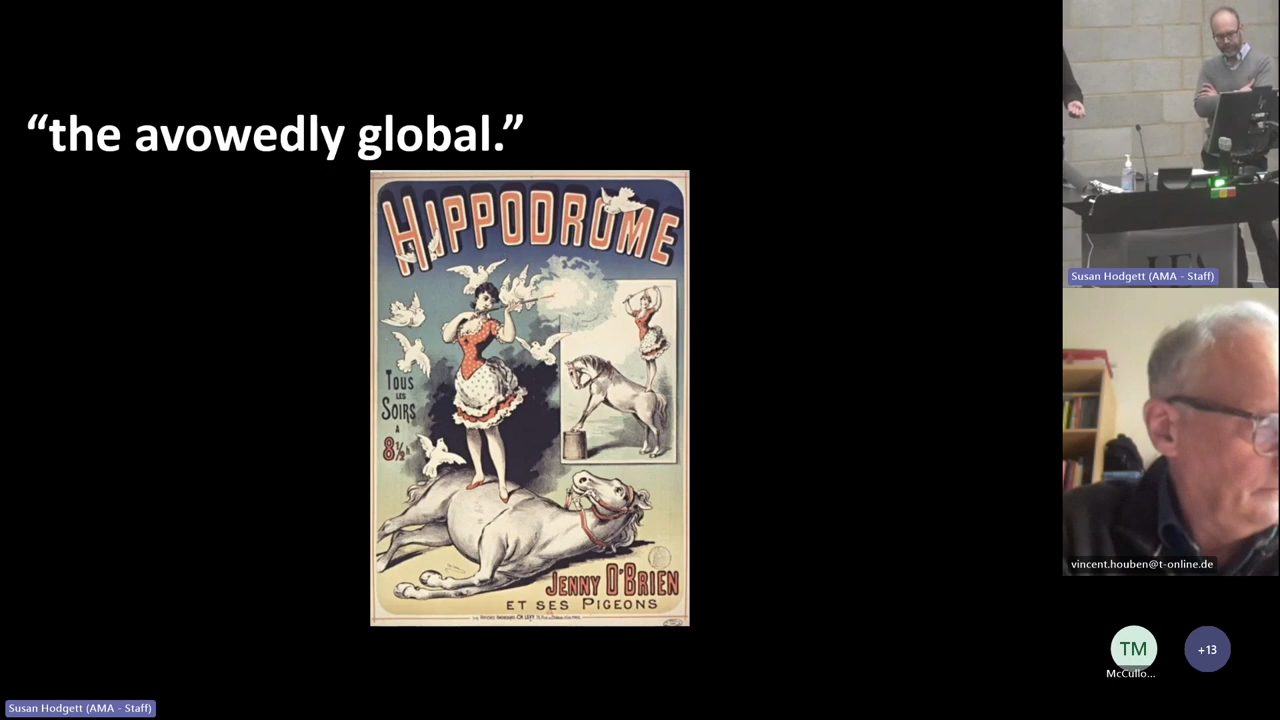 “the avowedly global.”
HIPPODROME
TOUS
LES
SOIRS
A
8½h
JENNY O'BRIEN
ET SES PIGEONS
Susan Hodgett (AMA - Staff)
vincent.houben@t-online.de
TM
+13
McCullo...
Susan Hodgett (AMA - Staff)